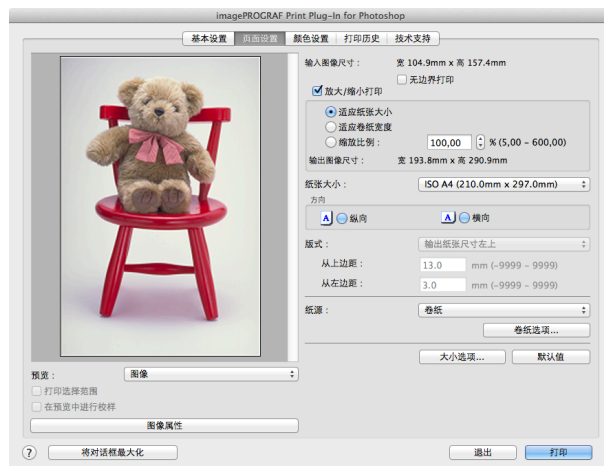 imagePROGRAF Print Plug-In for Photoshop
基本设置 页面设置 颜色设置 打印历史 技术支持
输入图像尺寸： 宽 104.9mm x 高 157.4mm
无边界打印
放大/缩小打印
适应纸张大小
适应卷纸宽度
缩放比例： 100,00 % (5,00 – 600,00)
输出图像尺寸： 宽 193.8mm x 高 290.9mm
纸张大小： ISO A4 (210.0mm x 297.0mm)
方向
A 纵向 A 横向
版式： 输出纸张尺寸左上
从上边距： 13.0 mm (-9999 – 9999)
从左边距： 3.0 mm (-9999 – 9999)
纸源： 卷纸
卷纸选项...
大小选项... 默认值
预览： 图像
打印选择范围
在预览中进行校样
图像属性
? 将对话框最大化 退出 打印